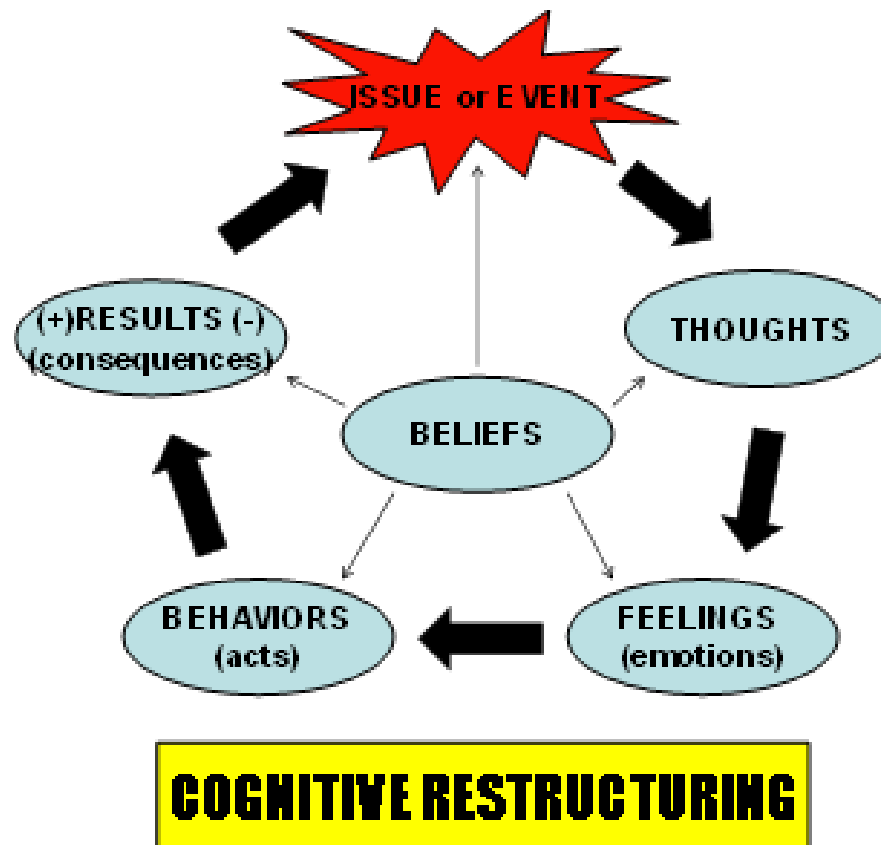 ISSUE or EVENT
(+)RESULTS (-)
(consequences)
THOUGHTS
BELIEFS
BEHAVIORS
(acts)
FEELINGS
(emotions)
COGNITIVE RESTRUCTURING